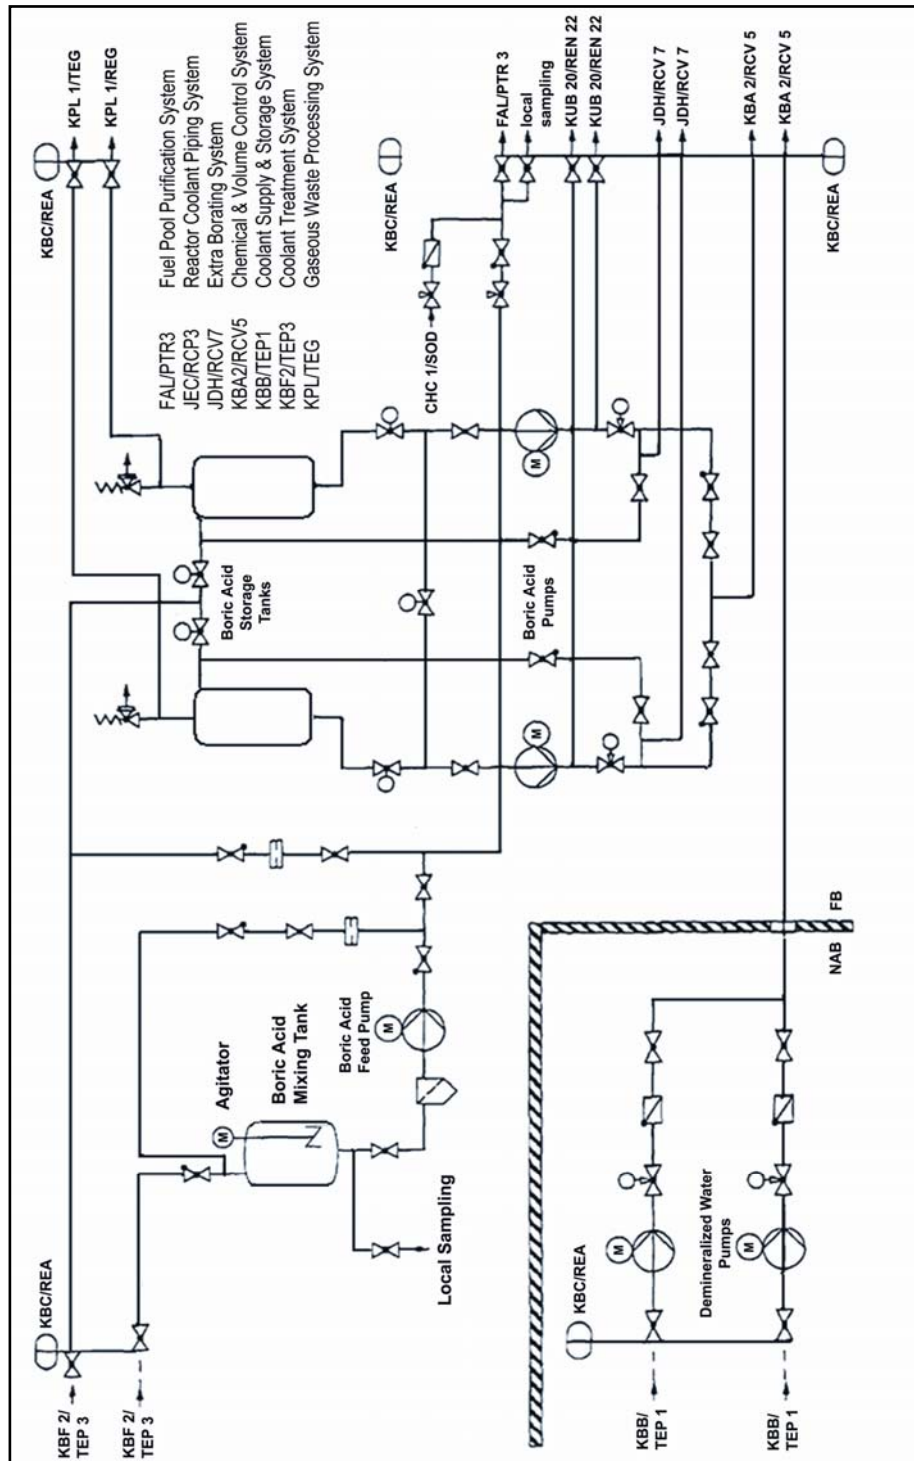 KBC/REA
KBC/REA
KPL 1/TEG
KPL 1/REG
KBF 2/
TEP 3
KBF 2/
TEP 3
FAL/PTR3 Fuel Pool Purification System
JEC/RCP3 Reactor Coolant Piping System
JDH/RCV7 Extra Borating System
KBA2/RCV5 Chemical & Volume Control System
KBB/TEP1 Coolant Supply & Storage System
KBF2/TEP3 Coolant Treatment System
KPL/TEG Gaseous Waste Processing System
Agitator
M
Boric Acid
Mixing Tank
Boric Acid
Storage
Tanks
Boric Acid
Feed Pump
M
Local Sampling
KBC/REA
CHC 1/SOD
FAL/PTR 3
local
sampling
Boric Acid
Pumps
M
M
KUB 20/REN 22
KUB 20/REN 22
KBC/REA
M
JDH/RCV 7
JDH/RCV 7
KBB/
TEP 1
Demineralized Water
Pumps
M
KBA 2/RCV 5
KBA 2/RCV 5
KBB/
TEP 1
NAB
FB
KBC/REA